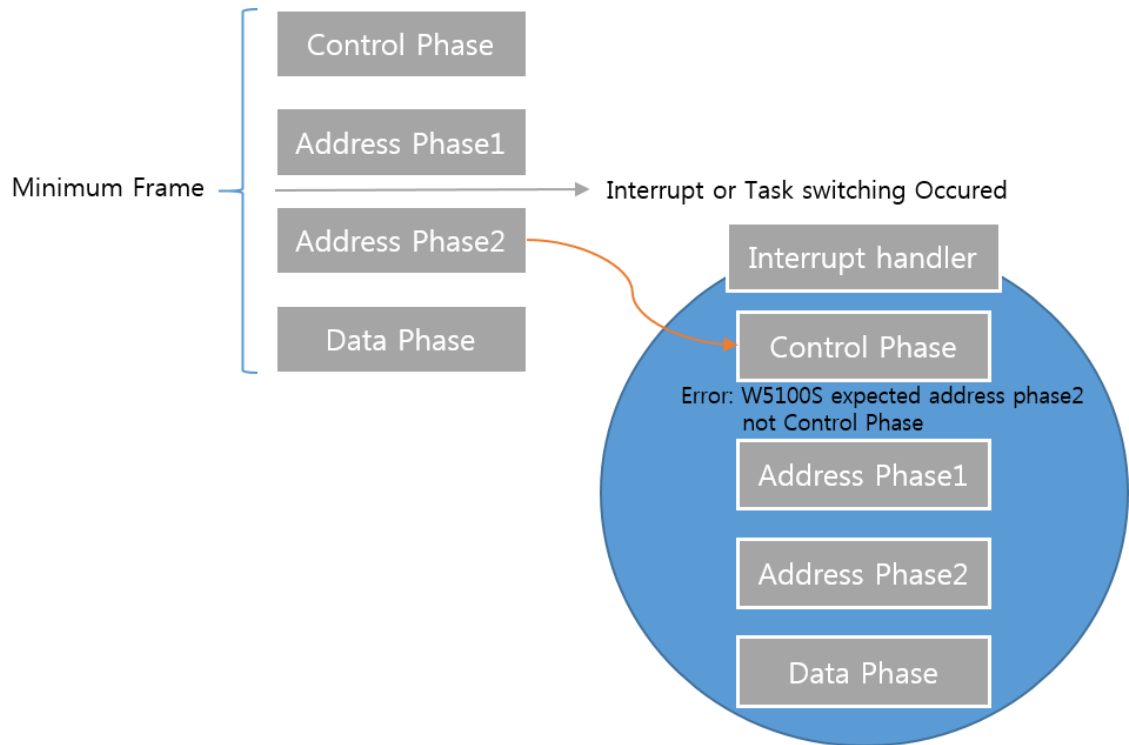 Control Phase
Address Phase1
Minimum Frame
Interrupt or Task switching Occured
Address Phase2
Interrupt handler
Data Phase
Control Phase
Error: W5100S expected address phase2
not Control Phase
Address Phase1
Address Phase2
Data Phase